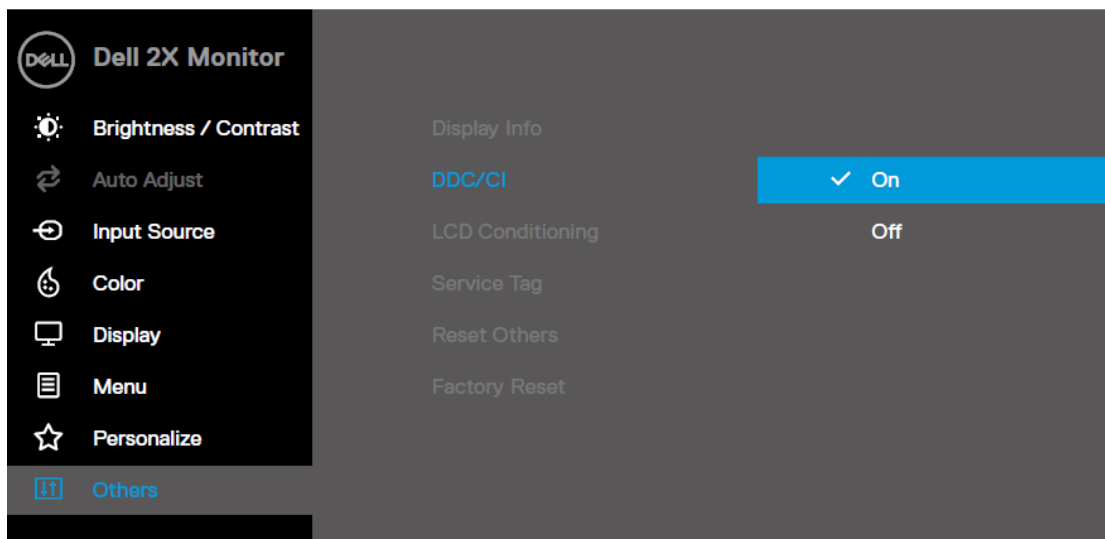 DELL Dell 2X Monitor
Brightness / Contrast
Auto Adjust
Input Source
Color
Display
Menu
Personalize
Others
Display Info
DDC/CI
LCD Conditioning
Service Tag
Reset Others
Factory Reset
On
Off